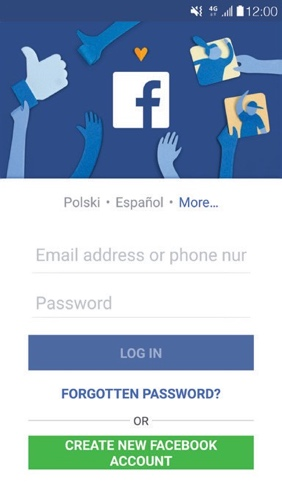 4G 12:00
f
Polski • Español • More...
Email address or phone nur
Password
LOG IN
FORGOTTEN PASSWORD?
OR
CREATE NEW FACEBOOK
ACCOUNT